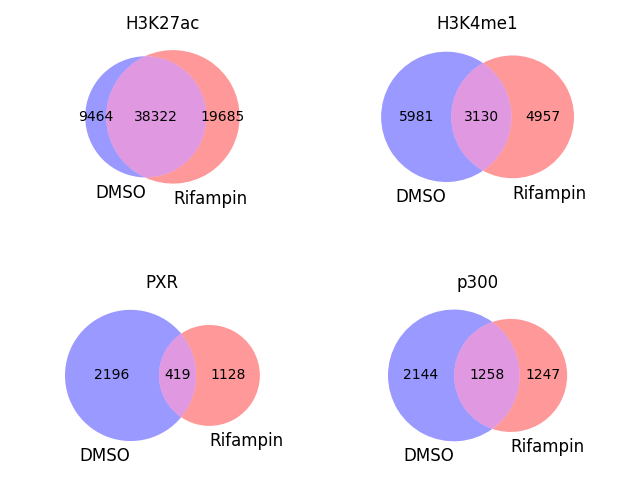 H3K27ac
9464 38322 19685
DMSO
Rifampin
H3K4me1
5981 3130 4957
DMSO
Rifampin
PXR
2196 419 1128
DMSO
Rifampin
p300
2144 1258 1247
DMSO
Rifampin